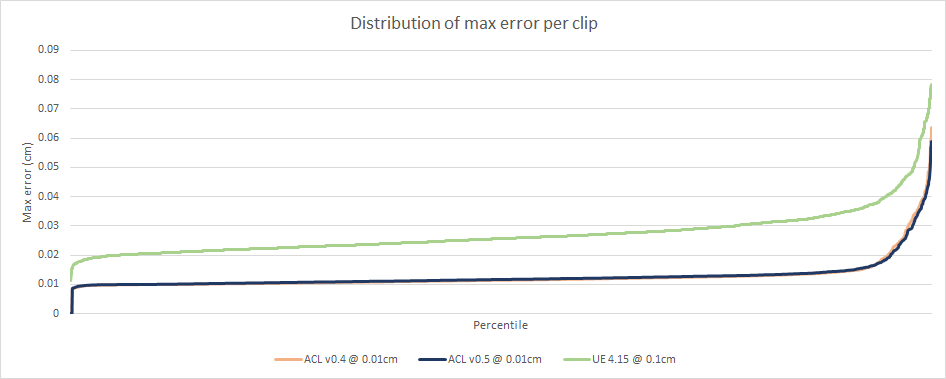 Distribution of max error per clip
0.09
0.08
0.07
0.06
0.05
0.04
0.03
0.02
0.01
0
Max error (cm)
Percentile
ACL v0.4 @ 0.01cm ACL v0.5 @ 0.01cm UE 4.15 @ 0.1cm